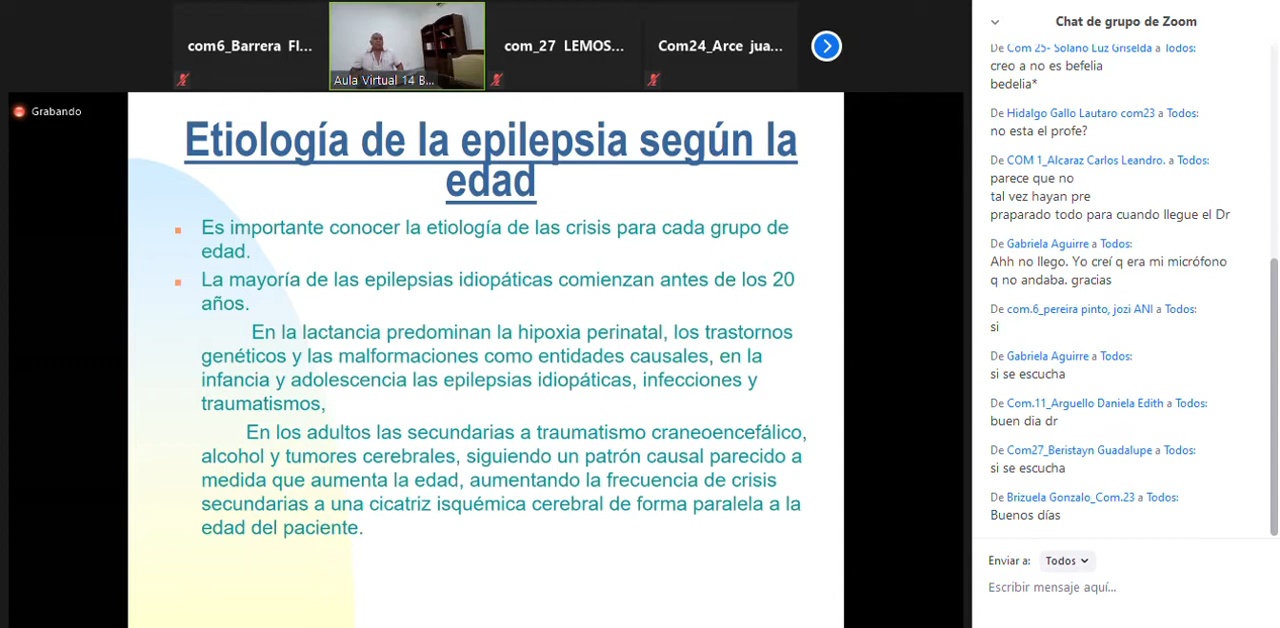 com6_Barrera Fl...
Aula Virtual 14 B...
com_27 LEMOS...
Com24_Arce jua...
Grabando
Etiología de la epilepsia según la
edad
Es importante conocer la etiología de las crisis para cada grupo de
edad.
La mayoría de las epilepsias idiopáticas comienzan antes de los 20
años.
En la lactancia predominan la hipoxia perinatal, los trastornos
genéticos y las malformaciones como entidades causales, en la
infancia y adolescencia las epilepsias idiopáticas, infecciones y
traumatismos,
En los adultos las secundarias a traumatismo craneoencefálico,
alcohol y tumores cerebrales, siguiendo un patrón causal parecido a
medida que aumenta la edad, aumentando la frecuencia de crisis
secundarias a una cicatriz isquémica cerebral de forma paralela a la
edad del paciente.
Chat de grupo de Zoom
De Com 25- Solano Luz Griselda a Todos:
creo a no es befelia
bedelia*
De Hidalgo Gallo Lautaro com23 a Todos:
no esta el profe?
De COM 1_Alcaraz Carlos Leandro. a Todos:
parece que no
tal vez hayan pre
praparado todo para cuando llegue el Dr
De Gabriela Aguirre a Todos:
Ahh no llego. Yo creí q era mi micrófono
q no andaba. gracias
De com.6_pereira pinto, jozi ANI a Todos:
si
De Gabriela Aguirre a Todos:
si se escucha
De Com.11_Arguello Daniela Edith a Todos:
buen dia dr
De Com27_Beristayn Guadalupe a Todos:
si se escucha
De Brizuela Gonzalo_Com.23 a Todos:
Buenos días
Enviar a: Todos
Escribir mensaje aquí...